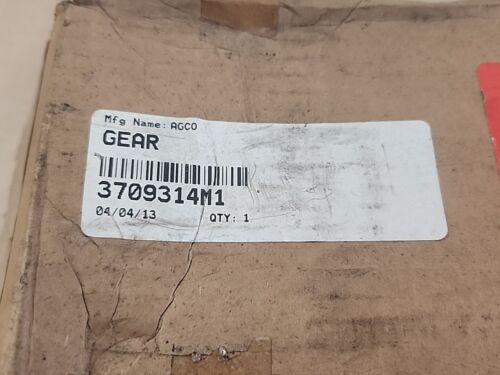 Mfg Name: AGCO
GEAR
3709314M1
04/04/13 QTY: 1